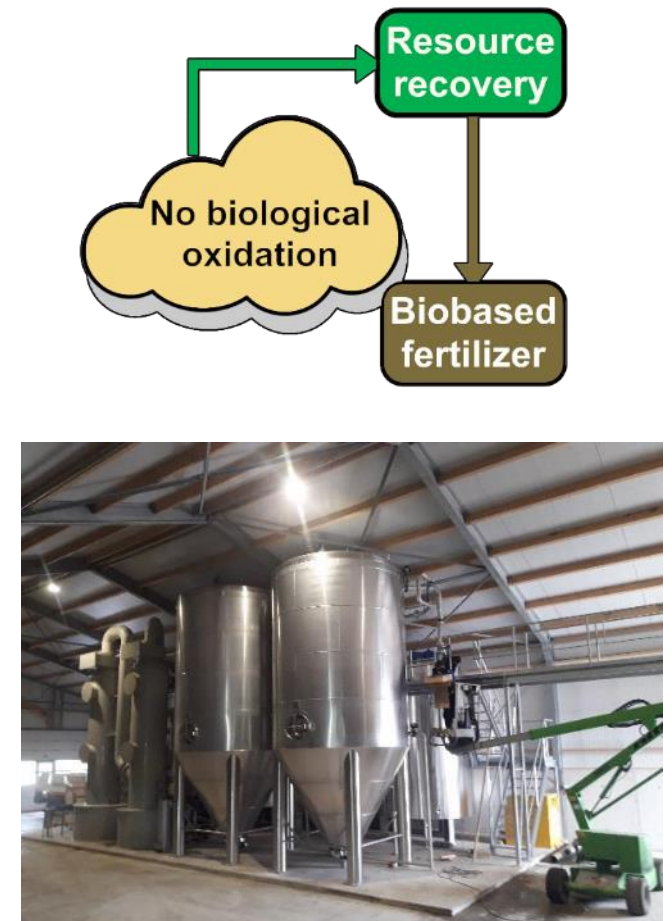 Resource
recovery
No biological
oxidation
Biobased
fertilizer